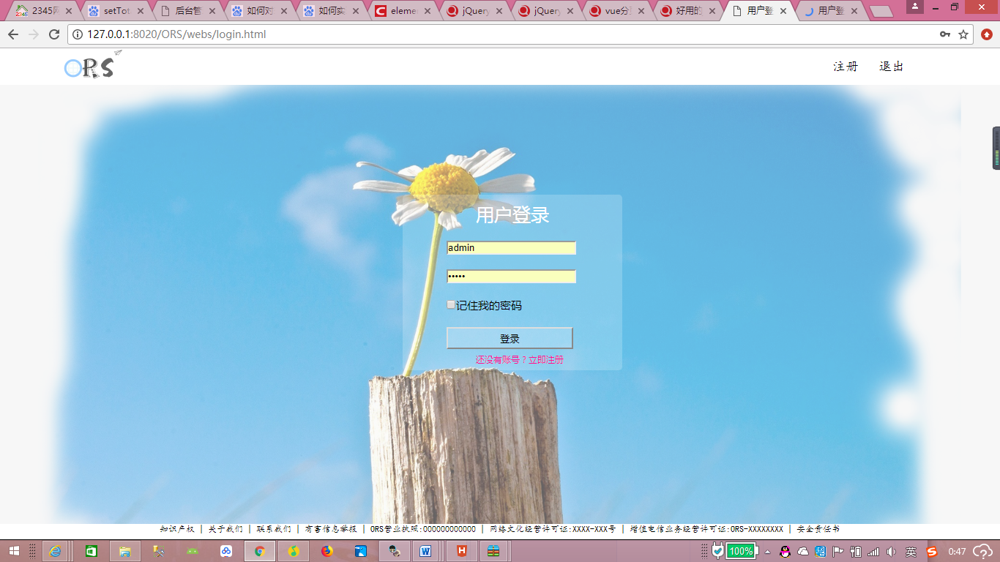 2345网
setTot
后台管
如何对
如何实
elemen
jQuery
jQuery
vue分
好用的
用户登
用户登
127.0.0.1:8020/ORS/webs/login.html
ORS
注册 退出
用户登录
admin
•••••
记住我的密码
登录
还没有账号？立即注册
知识产权 | 关于我们 | 联系我们 | 有害信息举报 | ORS营业执照:000000000000 | 网络文化经营许可证:XXXX-XXX号 | 增值电信业务经营许可证:ORS-XXXXXXXX | 安全责任书
100% 英 0:47